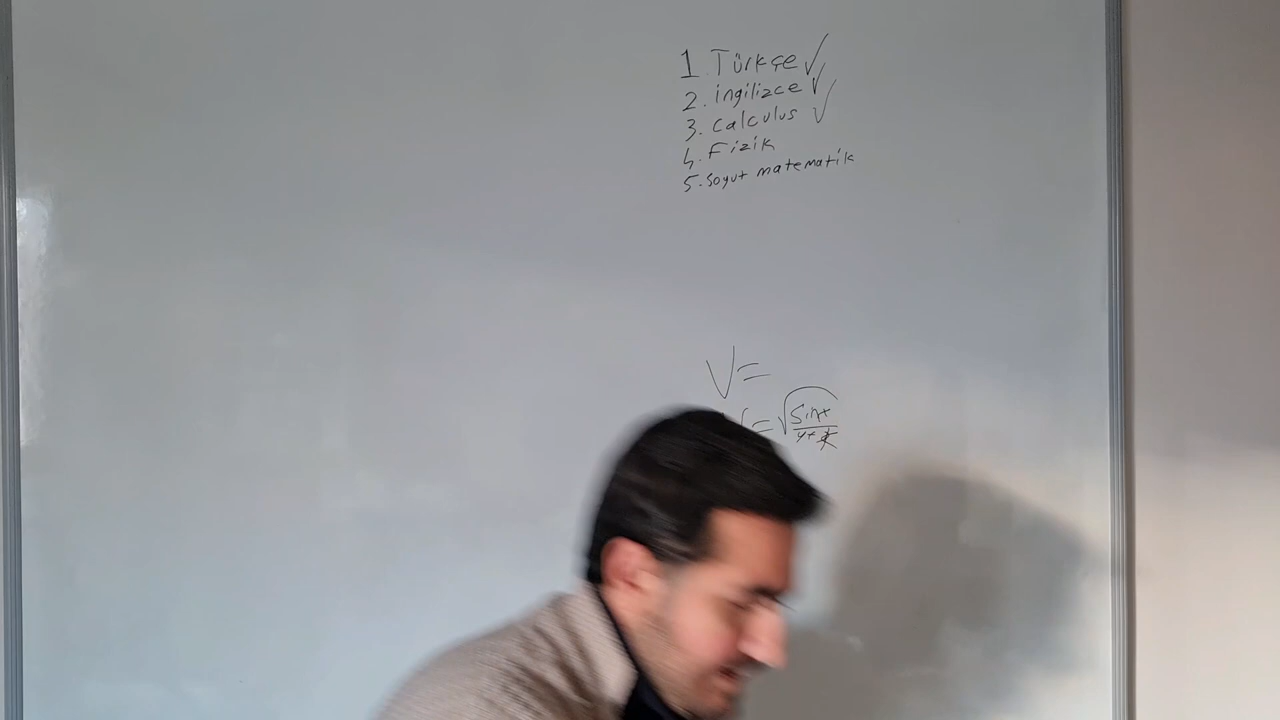 1. Türkçe ✓
2. ingilizce ✓
3. calculus ✓
4. Fizik
5. Soyut matematik
V=
= √